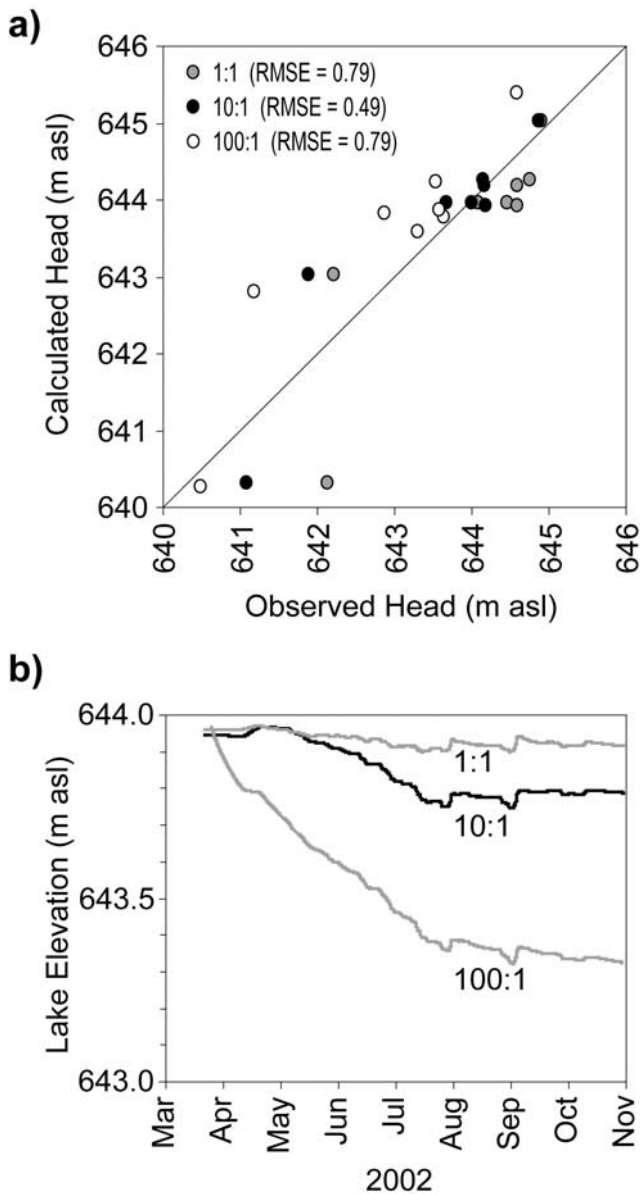 a)
646
645
644
643
642
641
640
Calculated Head (m asl)
1:1 (RMSE = 0.79)
10:1 (RMSE = 0.49)
100:1 (RMSE = 0.79)
640
641
642
643
644
645
646
Observed Head (m asl)
b)
644.0
643.5
643.0
Lake Elevation (m asl)
1:1
10:1
100:1
Mar
Apr
May
Jun
Jul
Aug
Sep
Oct
Nov
2002